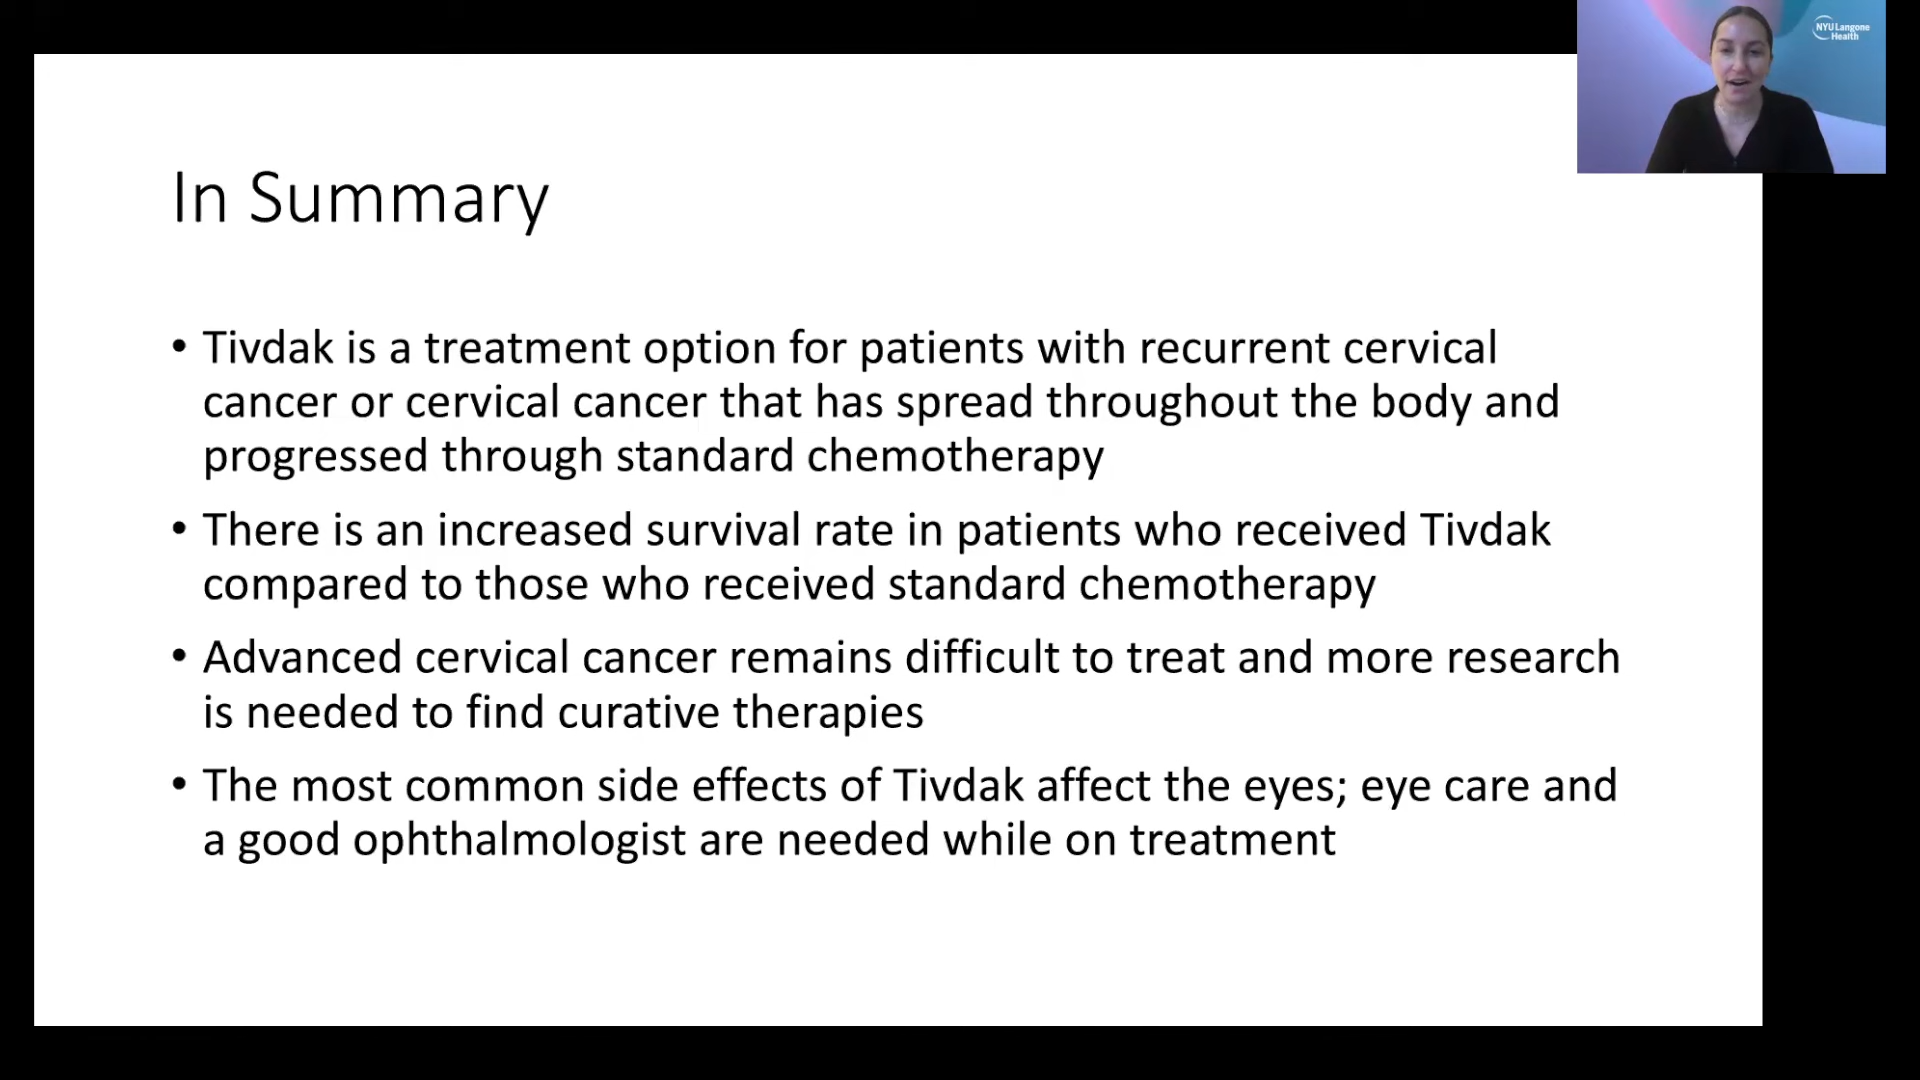 NYU Langone
Health
In Summary
• Tivdak is a treatment option for patients with recurrent cervical
cancer or cervical cancer that has spread throughout the body and
progressed through standard chemotherapy
• There is an increased survival rate in patients who received Tivdak
compared to those who received standard chemotherapy
• Advanced cervical cancer remains difficult to treat and more research
is needed to find curative therapies
• The most common side effects of Tivdak affect the eyes; eye care and
a good ophthalmologist are needed while on treatment